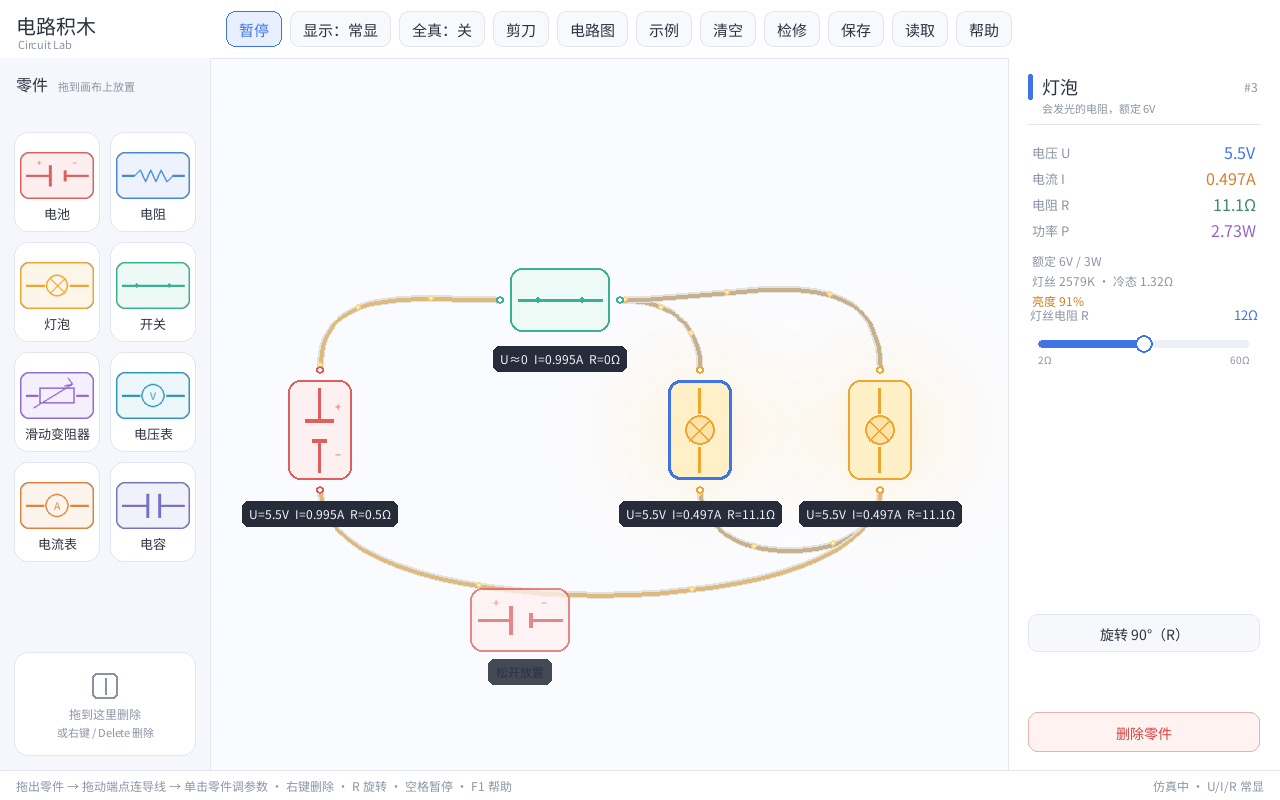 电路积木
Circuit Lab
暂停
显示：常显
全真：关
剪刀
电路图
示例
清空
检修
保存
读取
帮助
零件 拖到画布上放置
电池
电阻
灯泡
开关
滑动变阻器
V
电压表
A
电流表
电容
拖到这里删除
或右键 / Delete 删除
U≈0 I=0.995A R=0Ω
U=5.5V I=0.995A R=0.5Ω
U=5.5V I=0.497A R=11.1Ω
U=5.5V I=0.497A R=11.1Ω
松开放置
灯泡 #3
会发光的电阻，额定 6V
电压 U 5.5V
电流 I 0.497A
电阻 R 11.1Ω
功率 P 2.73W
额定 6V / 3W
灯丝 2579K · 冷态 1.32Ω
亮度 91%
灯丝电阻 R 12Ω
2Ω 60Ω
旋转 90°（R）
删除零件
拖出零件 → 拖动端点连导线 → 单击零件调参数 · 右键删除 · R 旋转 · 空格暂停 · F1 帮助
仿真中 · U/I/R 常显